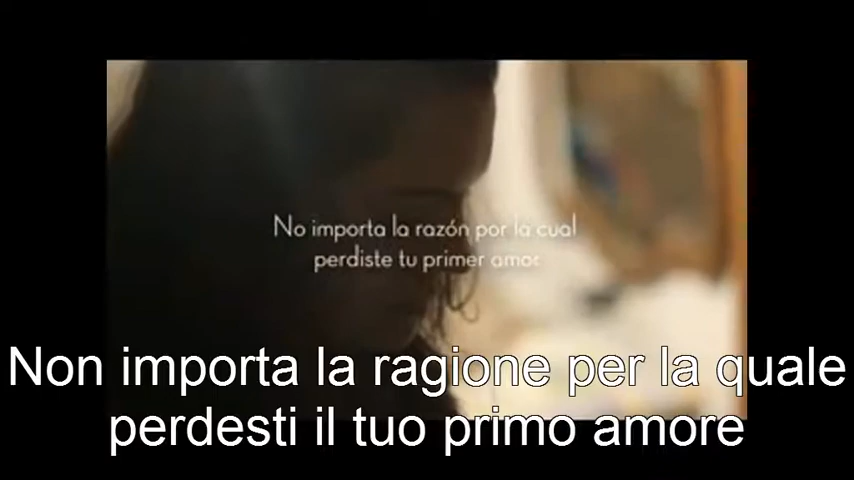 No importa la razón por la cual
perdiste tu primer amor
Non importa la ragione per la quale
perdesti il tuo primo amore